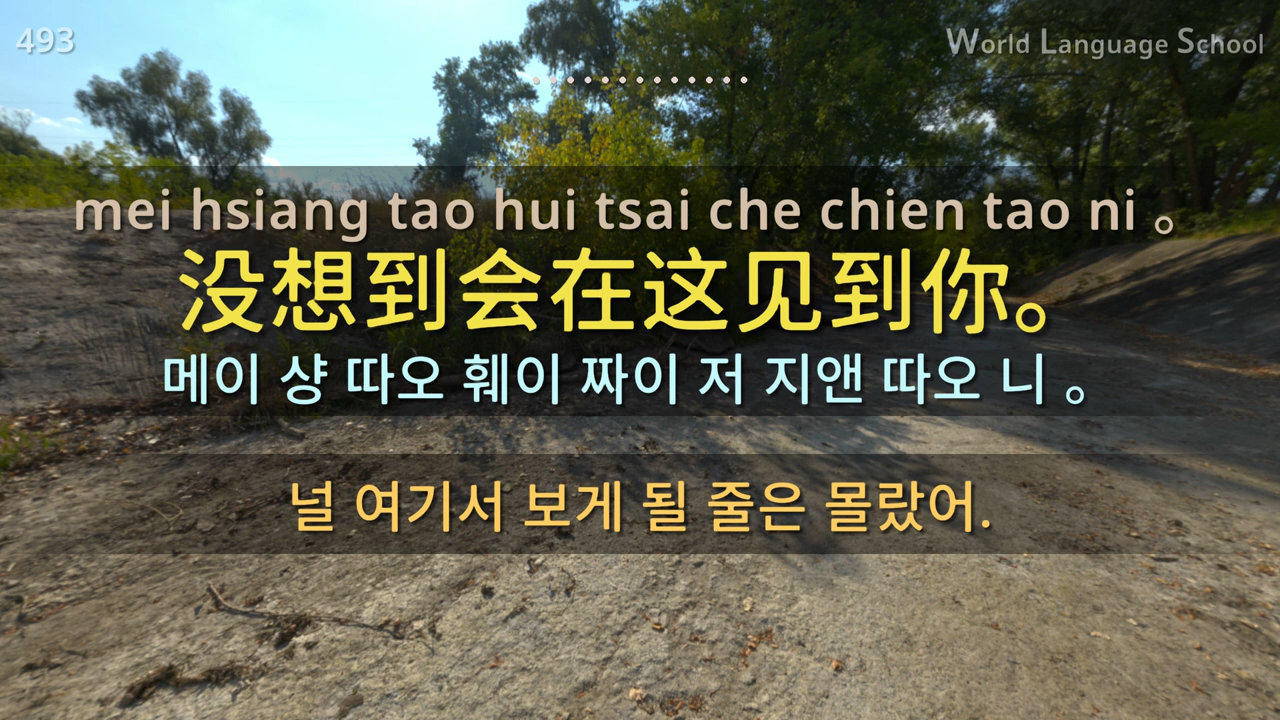 493
World Language School
mei hsiang tao hui tsai che chien tao ni 。
没想到会在这见到你。
메이 샹 따오 훼이 짜이 저 지앤 따오 니 。
널 여기서 보게 될 줄은 몰랐어.